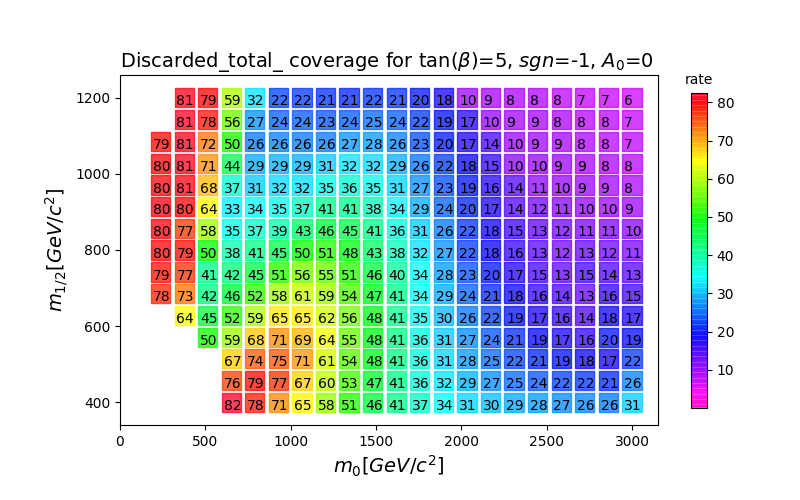 Discarded_total_ coverage for tan(β)=5, sgn=-1, A₀=0
rate
1200
1000
800
600
400
m₁/₂[GeV/c²]
81 79 59 32 22 22 21 21 22 21 20 18 10 9 8 8 8 7 7 6
81 78 56 27 24 24 23 24 25 24 22 19 17 10 9 9 8 8 8 7
79 81 72 50 26 26 26 26 27 28 26 23 20 17 14 10 9 9 8 8 7
80 81 71 44 29 29 29 31 32 32 29 26 22 18 15 10 10 9 9 8 8
80 81 68 37 31 32 32 35 36 35 31 27 23 19 16 14 11 10 9 9 8
80 80 64 33 34 35 37 41 41 38 34 29 24 20 17 14 12 11 10 10 9
80 77 58 35 37 39 43 46 45 41 36 31 26 22 18 15 13 12 11 11 10
80 79 50 38 41 45 50 51 48 43 38 32 27 22 18 16 13 12 13 12 11
79 77 41 42 45 51 56 55 51 46 40 34 28 23 20 17 15 13 15 14 13
78 73 42 46 52 58 61 59 54 47 41 34 29 24 21 18 16 14 13 16 15
64 45 52 59 65 65 62 56 48 41 35 30 26 22 19 17 16 14 18 17
50 59 68 71 69 64 55 48 41 36 31 27 24 21 19 17 16 20 19
67 74 75 71 61 54 48 41 36 31 28 25 22 21 19 18 17 22
76 79 77 67 60 53 47 41 36 32 29 27 25 24 22 22 21 26
82 78 71 65 58 51 46 41 37 34 31 30 29 28 27 26 26 31
0 500 1000 1500 2000 2500 3000
m₀[GeV/c²]
80
70
60
50
40
30
20
10